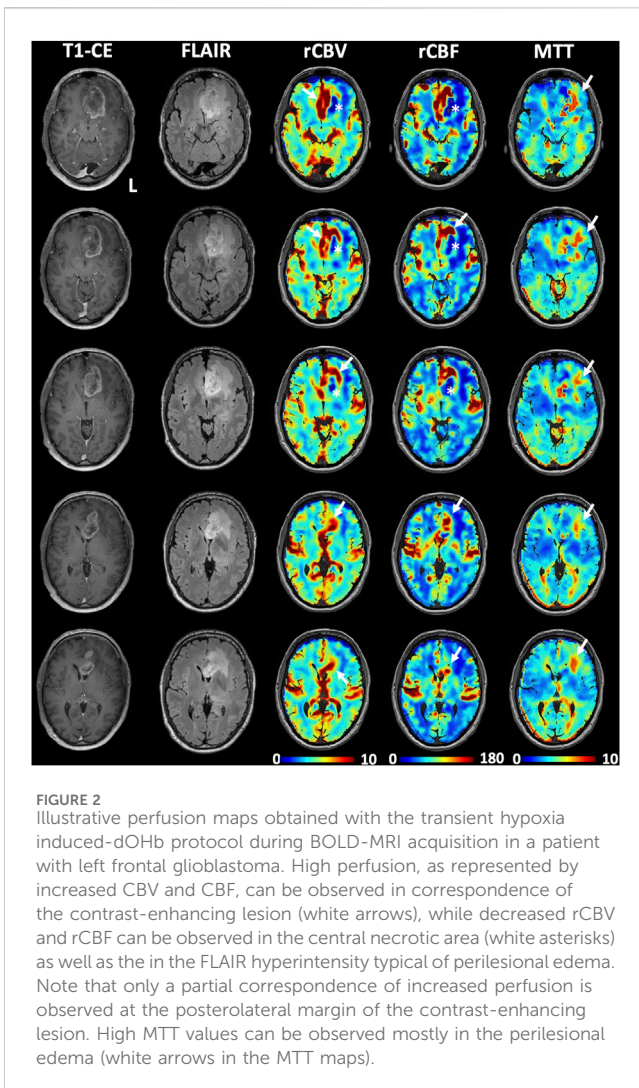 T1-CE FLAIR rCBV rCBF MTT
* *
L
* *
* *
0 10 0 180 0 10
FIGURE 2
Illustrative perfusion maps obtained with the transient hypoxia
induced-dOHb protocol during BOLD-MRI acquisition in a patient
with left frontal glioblastoma. High perfusion, as represented by
increased CBV and CBF, can be observed in correspondence of
the contrast-enhancing lesion (white arrows), while decreased rCBV
and rCBF can be observed in the central necrotic area (white asterisks)
as well as the in the FLAIR hyperintensity typical of perilesional edema.
Note that only a partial correspondence of increased perfusion is
observed at the posterolateral margin of the contrast-enhancing
lesion. High MTT values can be observed mostly in the perilesional
edema (white arrows in the MTT maps).